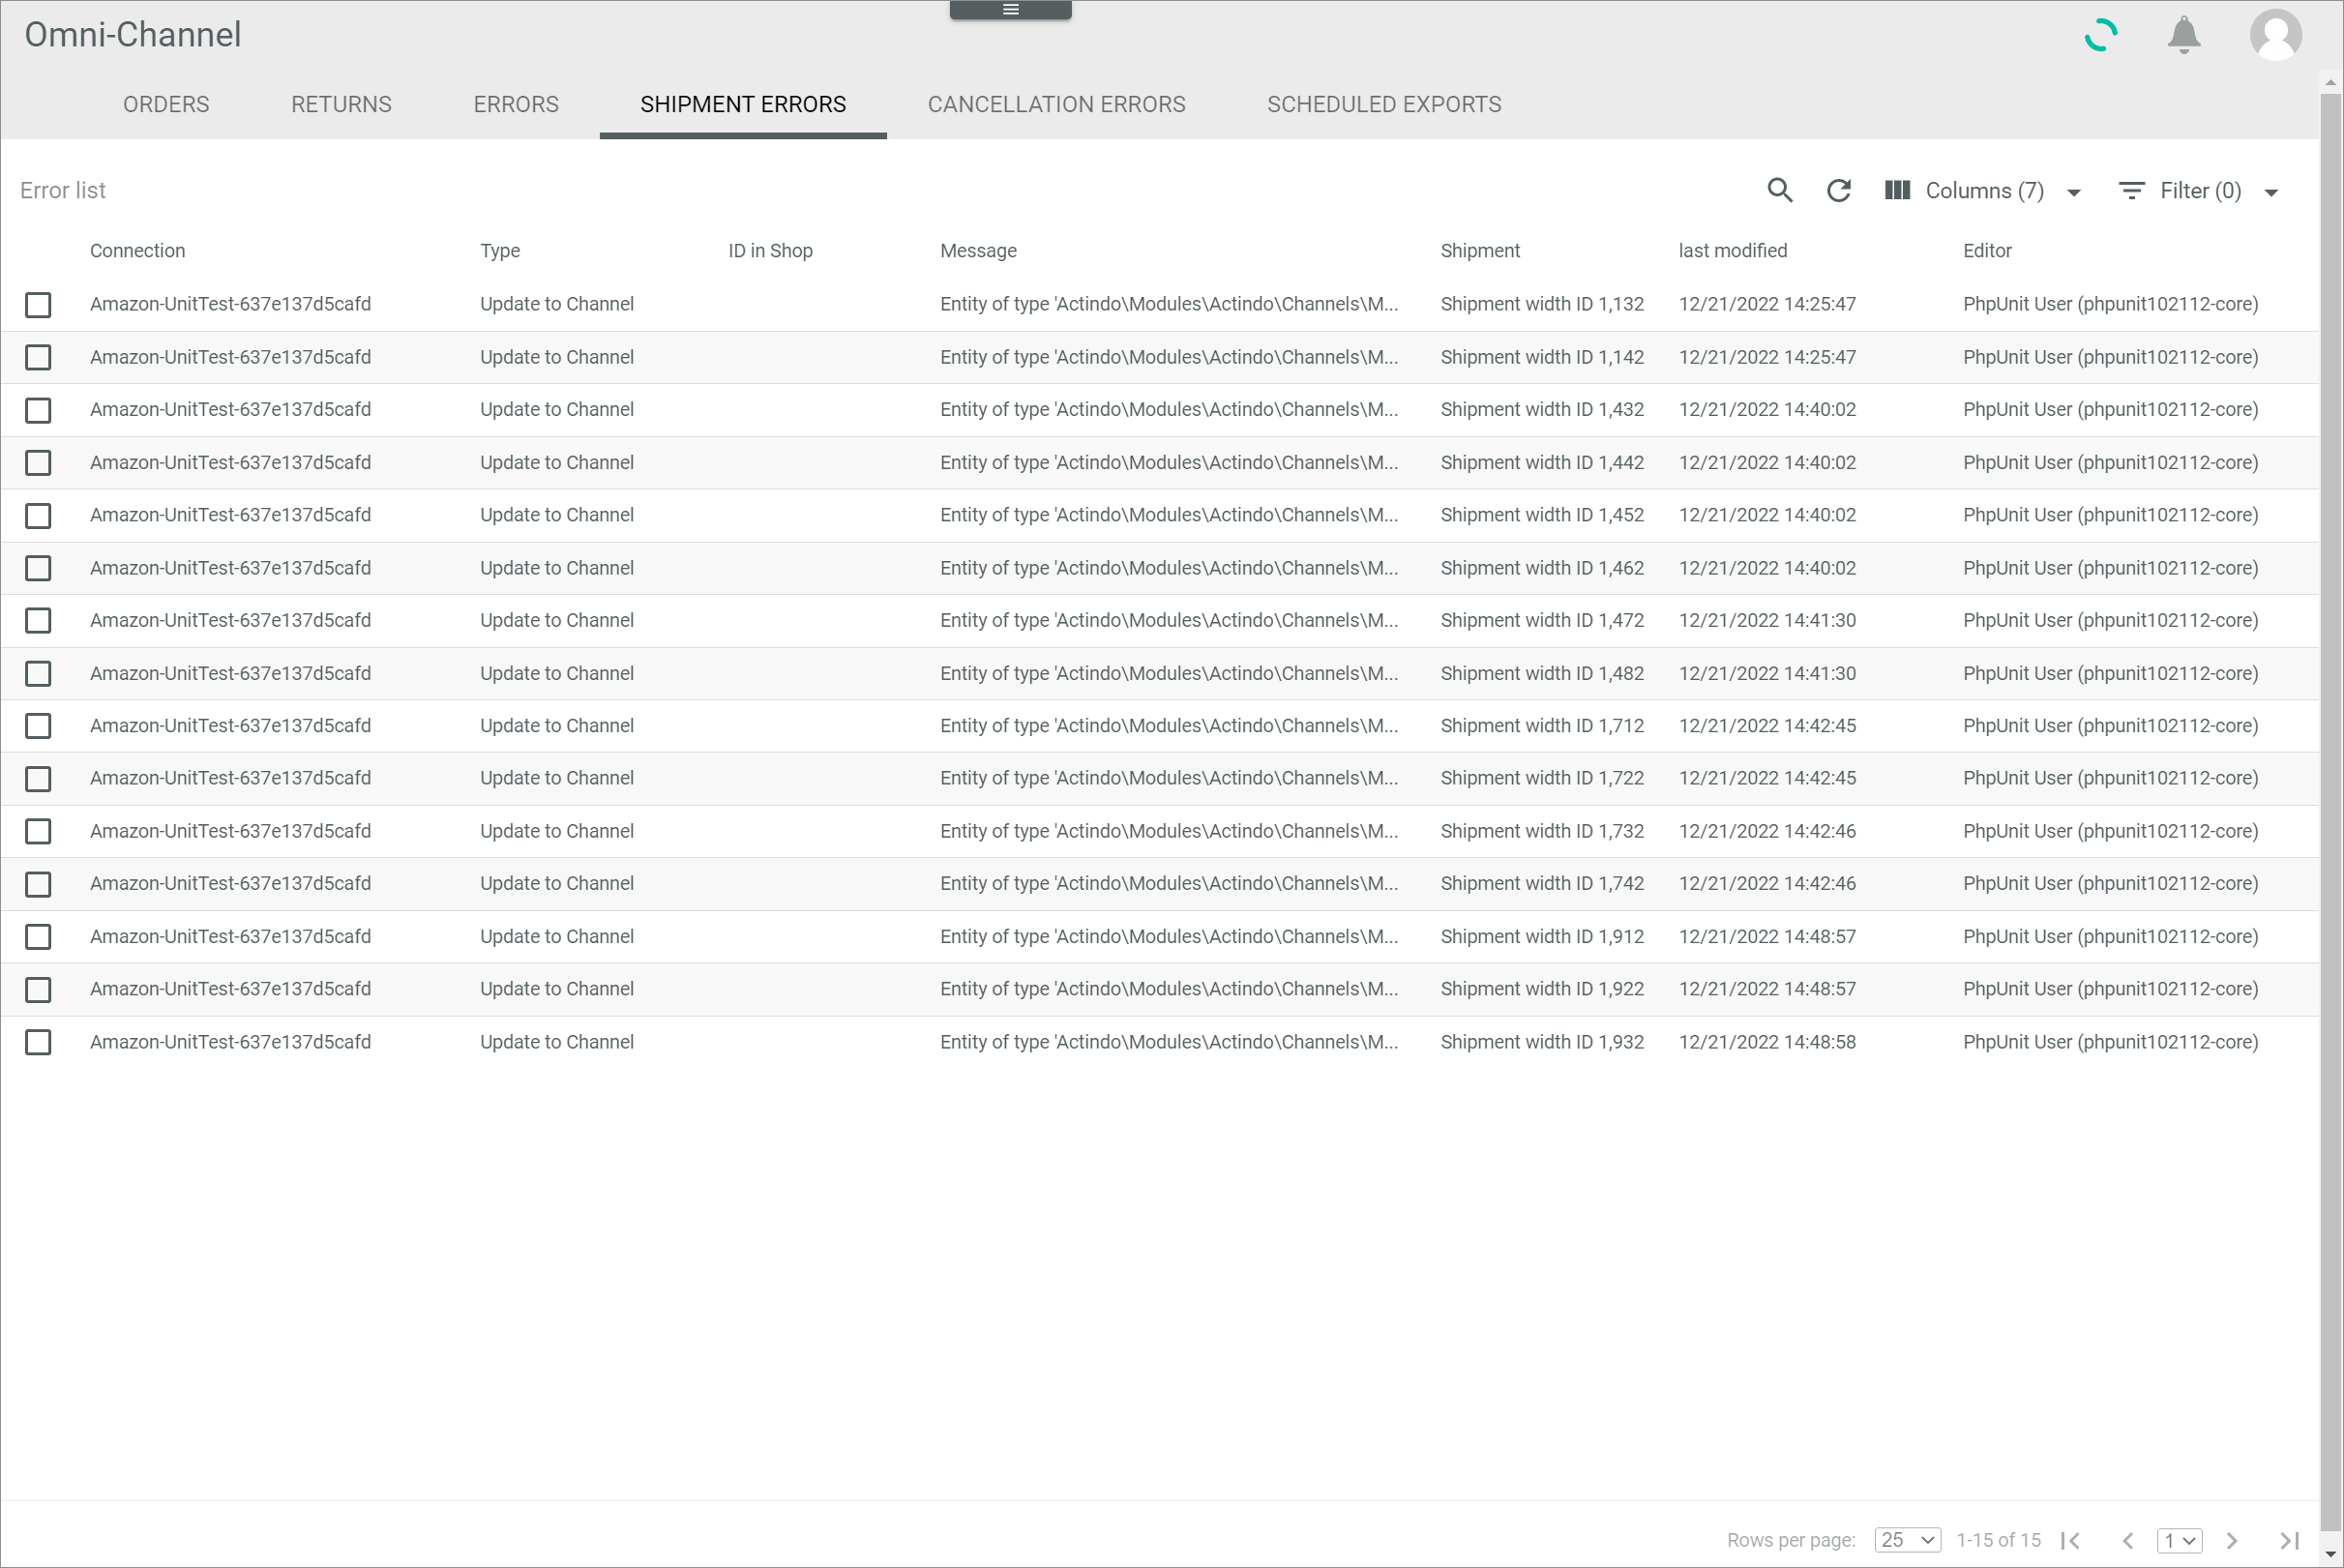 Omni-Channel
ORDERS RETURNS ERRORS SHIPMENT ERRORS CANCELLATION ERRORS SCHEDULED EXPORTS
Error list Columns (7) Filter (0)
Connection Type ID in Shop Message Shipment last modified Editor
Amazon-UnitTest-637e137d5cafd Update to Channel Entity of type 'Actindo\Modules\Actindo\Channels\M... Shipment width ID 1,132 12/21/2022 14:25:47 PhpUnit User (phpunit102112-core)
Amazon-UnitTest-637e137d5cafd Update to Channel Entity of type 'Actindo\Modules\Actindo\Channels\M... Shipment width ID 1,142 12/21/2022 14:25:47 PhpUnit User (phpunit102112-core)
Amazon-UnitTest-637e137d5cafd Update to Channel Entity of type 'Actindo\Modules\Actindo\Channels\M... Shipment width ID 1,432 12/21/2022 14:40:02 PhpUnit User (phpunit102112-core)
Amazon-UnitTest-637e137d5cafd Update to Channel Entity of type 'Actindo\Modules\Actindo\Channels\M... Shipment width ID 1,442 12/21/2022 14:40:02 PhpUnit User (phpunit102112-core)
Amazon-UnitTest-637e137d5cafd Update to Channel Entity of type 'Actindo\Modules\Actindo\Channels\M... Shipment width ID 1,452 12/21/2022 14:40:02 PhpUnit User (phpunit102112-core)
Amazon-UnitTest-637e137d5cafd Update to Channel Entity of type 'Actindo\Modules\Actindo\Channels\M... Shipment width ID 1,462 12/21/2022 14:40:02 PhpUnit User (phpunit102112-core)
Amazon-UnitTest-637e137d5cafd Update to Channel Entity of type 'Actindo\Modules\Actindo\Channels\M... Shipment width ID 1,472 12/21/2022 14:41:30 PhpUnit User (phpunit102112-core)
Amazon-UnitTest-637e137d5cafd Update to Channel Entity of type 'Actindo\Modules\Actindo\Channels\M... Shipment width ID 1,482 12/21/2022 14:41:30 PhpUnit User (phpunit102112-core)
Amazon-UnitTest-637e137d5cafd Update to Channel Entity of type 'Actindo\Modules\Actindo\Channels\M... Shipment width ID 1,712 12/21/2022 14:42:45 PhpUnit User (phpunit102112-core)
Amazon-UnitTest-637e137d5cafd Update to Channel Entity of type 'Actindo\Modules\Actindo\Channels\M... Shipment width ID 1,722 12/21/2022 14:42:45 PhpUnit User (phpunit102112-core)
Amazon-UnitTest-637e137d5cafd Update to Channel Entity of type 'Actindo\Modules\Actindo\Channels\M... Shipment width ID 1,732 12/21/2022 14:42:46 PhpUnit User (phpunit102112-core)
Amazon-UnitTest-637e137d5cafd Update to Channel Entity of type 'Actindo\Modules\Actindo\Channels\M... Shipment width ID 1,742 12/21/2022 14:42:46 PhpUnit User (phpunit102112-core)
Amazon-UnitTest-637e137d5cafd Update to Channel Entity of type 'Actindo\Modules\Actindo\Channels\M... Shipment width ID 1,912 12/21/2022 14:48:57 PhpUnit User (phpunit102112-core)
Amazon-UnitTest-637e137d5cafd Update to Channel Entity of type 'Actindo\Modules\Actindo\Channels\M... Shipment width ID 1,922 12/21/2022 14:48:57 PhpUnit User (phpunit102112-core)
Amazon-UnitTest-637e137d5cafd Update to Channel Entity of type 'Actindo\Modules\Actindo\Channels\M... Shipment width ID 1,932 12/21/2022 14:48:58 PhpUnit User (phpunit102112-core)
Rows per page: 25 1-15 of 15 1